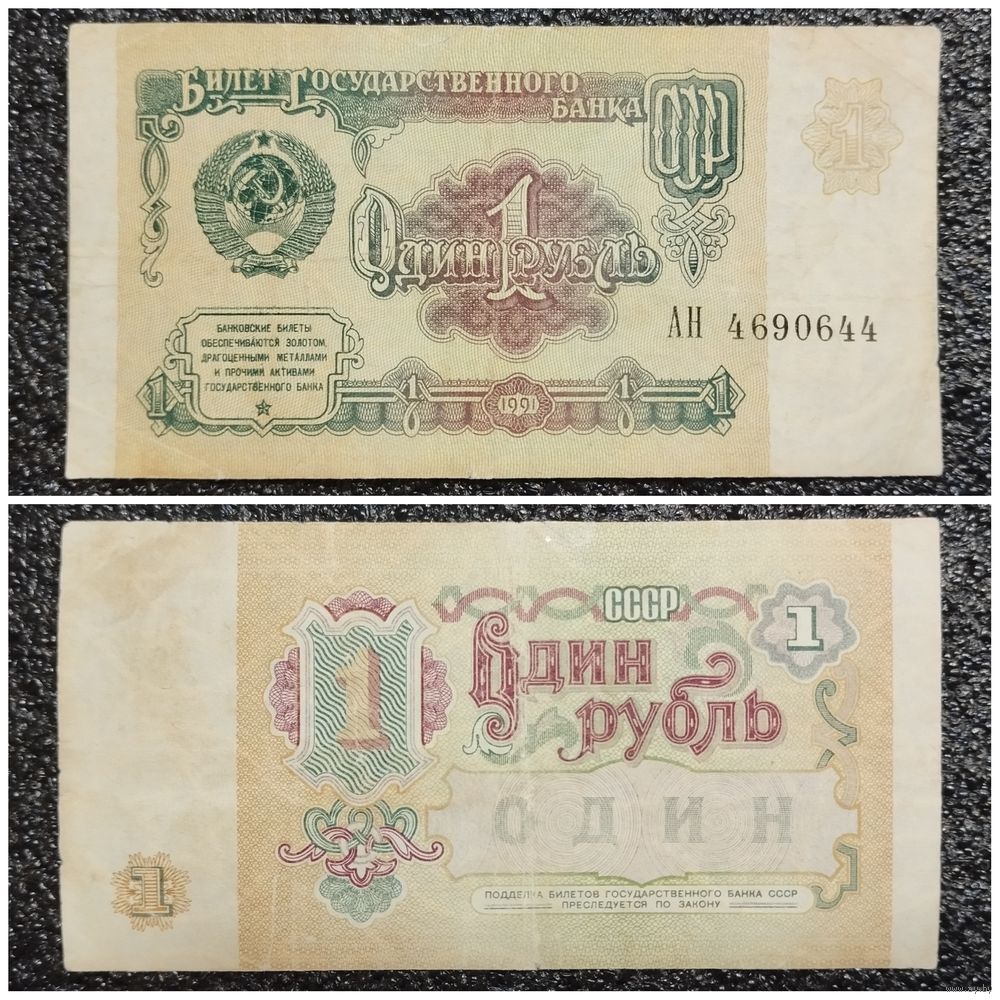 Билет Государственного
Банка
СССР
1
1
Один рубль
АН 4690644
БАНКОВСКИЕ БИЛЕТЫ
ОБЕСПЕЧИВАЮТСЯ ЗОЛОТОМ,
ДРАГОЦЕННЫМИ МЕТАЛЛАМИ
И ПРОЧИМИ АКТИВАМИ
ГОСУДАРСТВЕННОГО БАНКА
1 1 1991 1 1
СССР
1
1
Один
рубль
ОДИН
1
ПОДДЕЛКА БИЛЕТОВ ГОСУДАРСТВЕННОГО БАНКА СССР
ПРЕСЛЕДУЕТСЯ ПО ЗАКОНУ